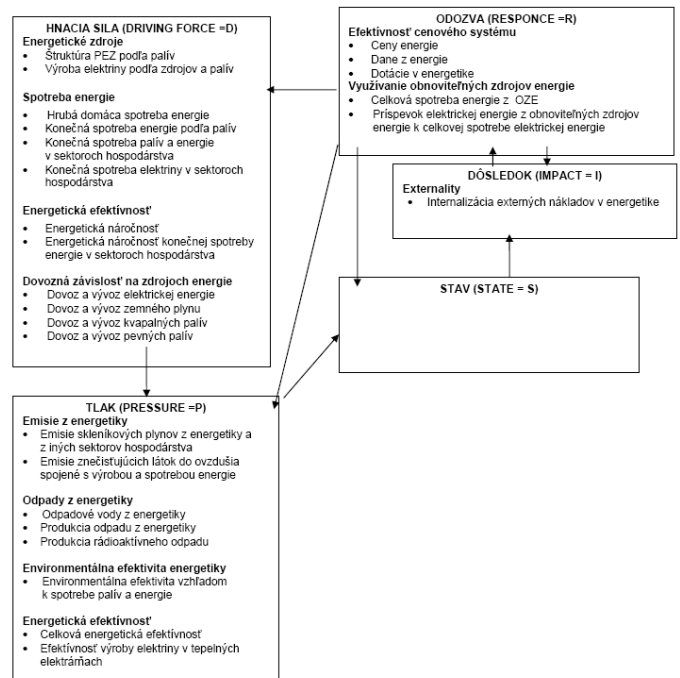 HNACIA SILA (DRIVING FORCE =D)
Energetické zdroje
• Štruktúra PEZ podľa palív
• Výroba elektriny podľa zdrojov a palív
Spotreba energie
• Hrubá domáca spotreba energie
• Konečná spotreba energie podľa palív
• Konečná spotreba palív a energie
v sektoroch hospodárstva
• Konečná spotreba elektriny v sektoroch
hospodárstva
Energetická efektívnosť
• Energetická náročnosť
• Energetická náročnosť konečnej spotreby
energie v sektoroch hospodárstva
Dovozná závislosť na zdrojoch energie
• Dovoz a vývoz elektrickej energie
• Dovoz a vývoz zemného plynu
• Dovoz a vývoz kvapalných palív
• Dovoz a vývoz pevných palív
ODOZVA (RESPONCE =R)
Efektívnosť cenového systému
• Ceny energie
• Dane z energie
• Dotácie v energetike
Využívanie obnoviteľných zdrojov energie
• Celková spotreba energie z OZE
• Príspevok elektrickej energie z obnoviteľných zdrojov
energie k celkovej spotrebe elektrickej energie
DÔSLEDOK (IMPACT = I)
Externality
• Internalizácia externých nákladov v energetike
STAV (STATE = S)
TLAK (PRESSURE =P)
Emisie z energetiky
• Emisie skleníkových plynov z energetiky a
z iných sektorov hospodárstva
• Emisie znečisťujúcich látok do ovzdušia
spojené s výrobou a spotrebou energie
Odpady z energetiky
• Odpadové vody z energetiky
• Produkcia odpadu z energetiky
• Produkcia rádioaktívneho odpadu
Environmentálna efektivita energetiky
• Environmentálna efektivita vzhľadom
k spotrebe palív a energie
Energetická efektívnosť
• Celková energetická efektívnosť
• Efektívnosť výroby elektriny v tepelných
elektrárňach